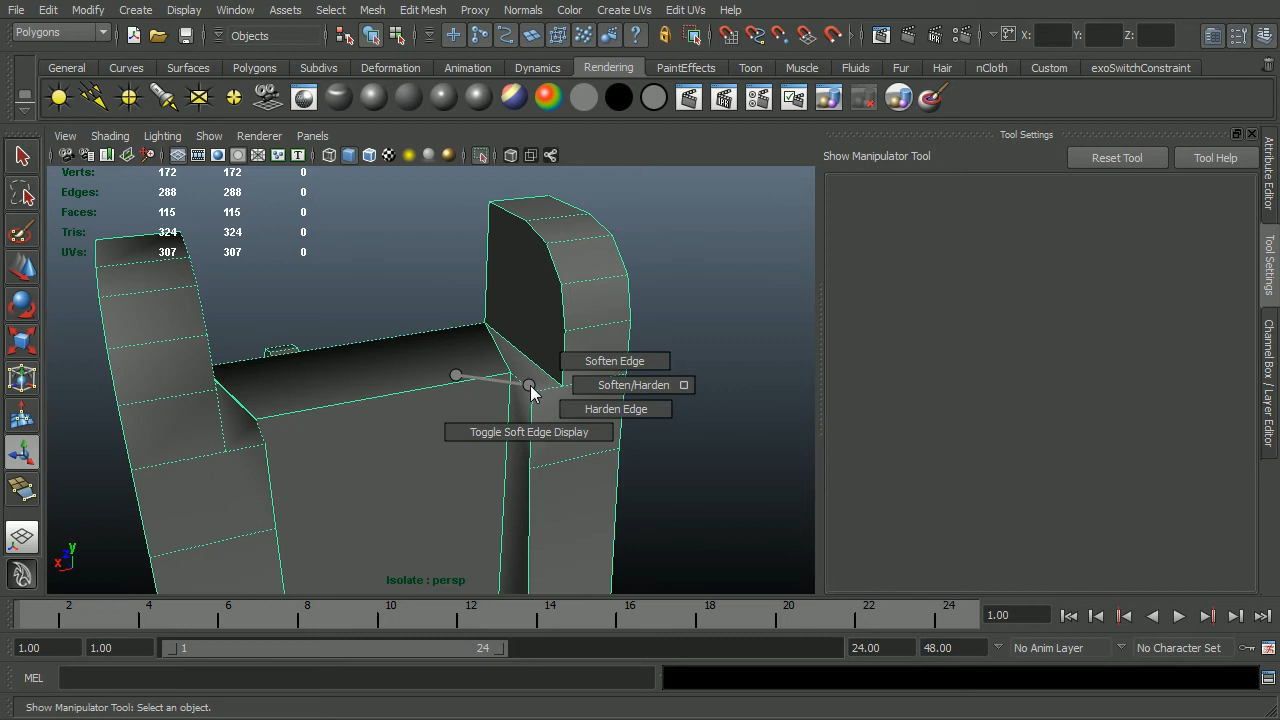 File Edit Modify Create Display Window Assets Select Mesh Edit Mesh Proxy Normals Color Create UVs Edit UVs Help
Polygons Objects X: Y: Z:
General Curves Surfaces Polygons Subdivs Deformation Animation Dynamics Rendering PaintEffects Toon Muscle Fluids Fur Hair nCloth Custom exoSwitchConstraint
View Shading Lighting Show Renderer Panels
Tool Settings
Show Manipulator Tool Reset Tool Tool Help
Verts: 172 172 0
Edges: 288 288 0
Faces: 115 115 0
Tris: 324 324 0
UVs: 307 307 0
Attribute Editor
Tool Settings
Channel Box / Layer Editor
Soften Edge
Soften/Harden
Harden Edge
Toggle Soft Edge Display
y
z
x
Isolate : persp
2 4 6 8 10 12 14 16 18 20 22 24 1.00
1.00 1.00 1 24 24.00 48.00 No Anim Layer No Character Set
MEL
Show Manipulator Tool: Select an object.